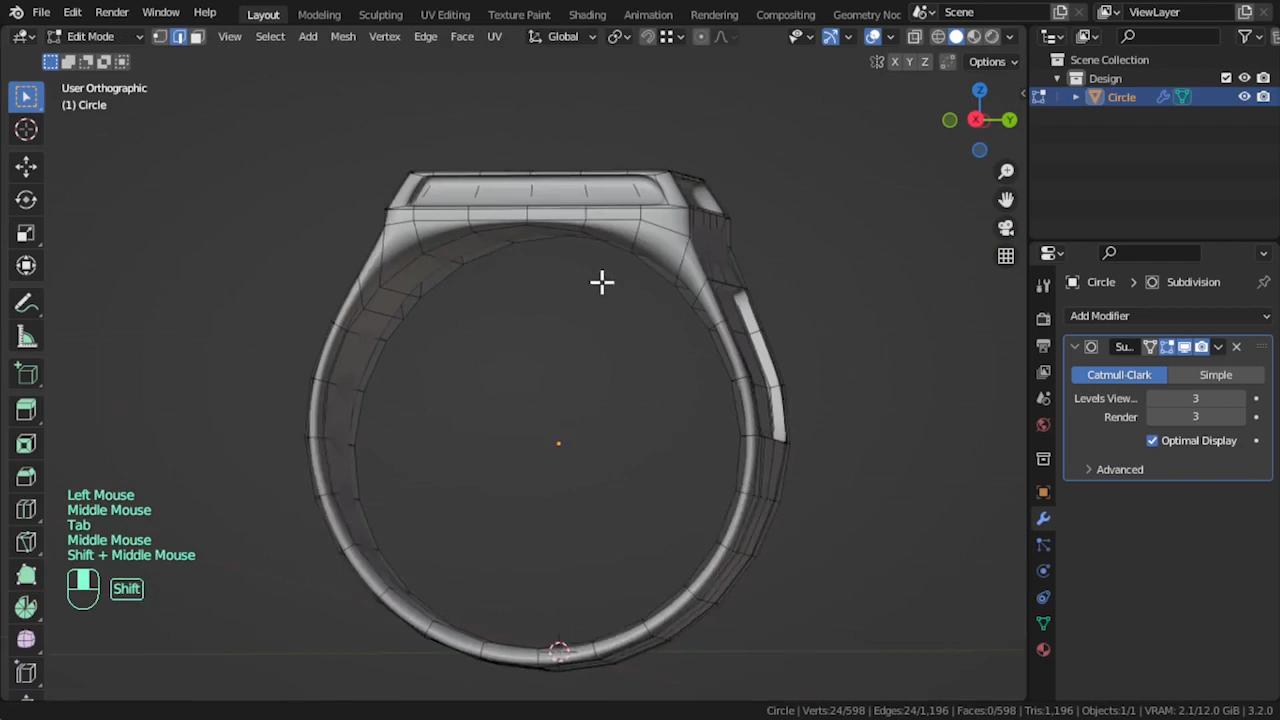 File Edit Render Window Help Layout Modeling Sculpting UV Editing Texture Paint Shading Animation Rendering Compositing Geometry Noc Scene ViewLayer
Edit Mode View Select Add Mesh Vertex Edge Face UV Global
X Y Z Options
User Orthographic
(1) Circle
Z
X Y
Scene Collection
Design
Circle
Circle Subdivision
Add Modifier
Su...
Catmull-Clark Simple
Levels View... 3
Render 3
Optimal Display
Advanced
Left Mouse
Middle Mouse
Tab
Middle Mouse
Shift + Middle Mouse
Shift
Circle | Verts:24/598 | Edges:24/1,196 | Faces:0/598 | Tris:1,196 | Objects:1/1 | VRAM: 2.1/12.0 GiB | 3.2.0